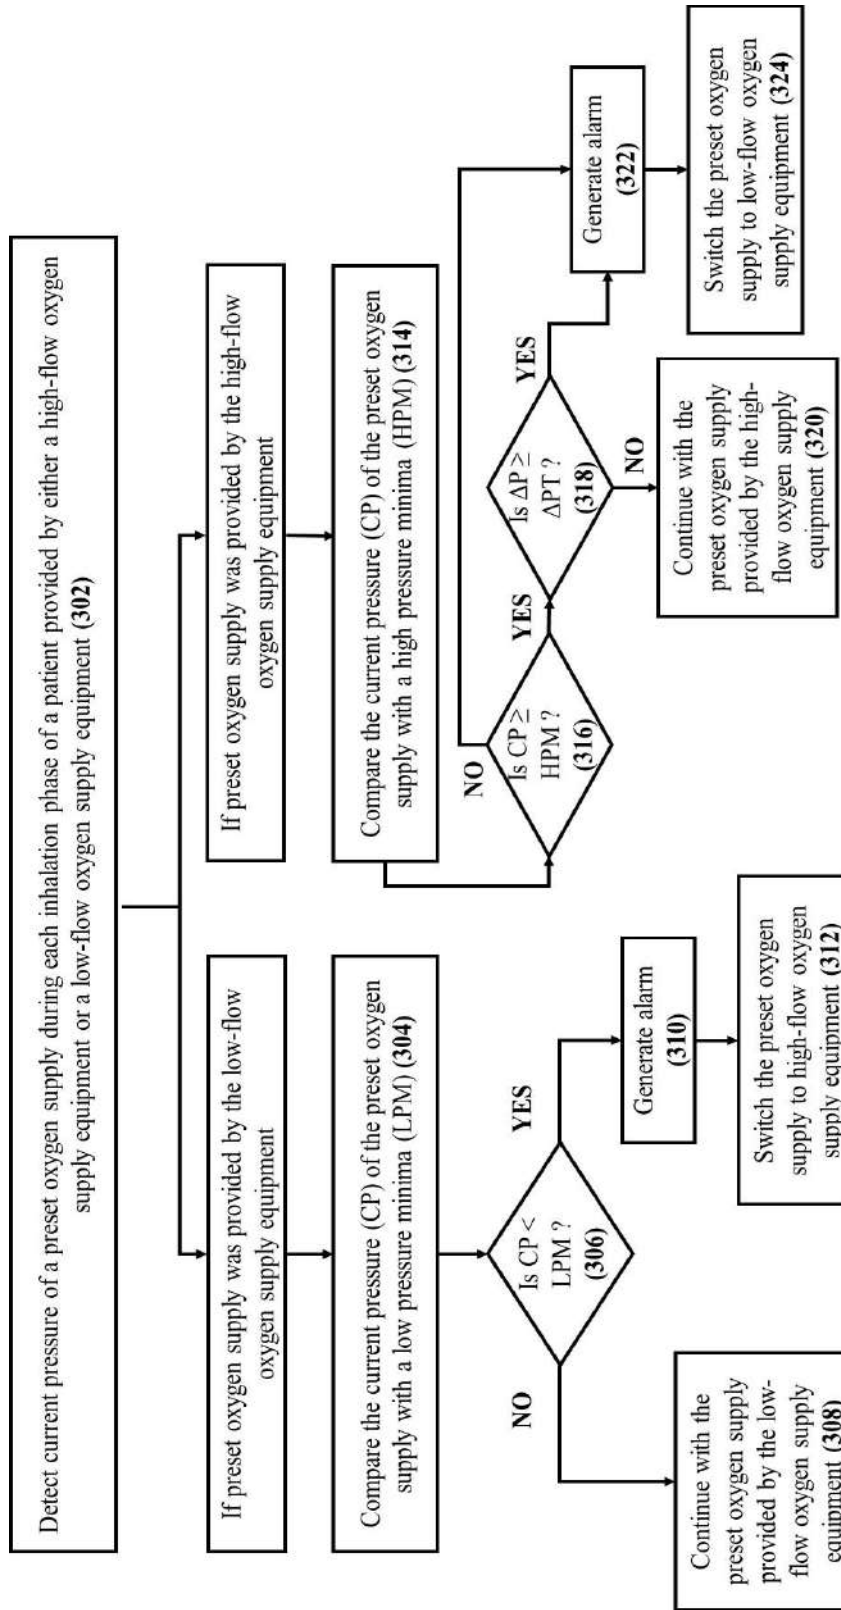 Detect current pressure of a preset oxygen supply during each inhalation phase of a patient provided by either a high-flow oxygen
supply equipment or a low-flow oxygen supply equipment (302)
If preset oxygen supply was provided by the low-flow
oxygen supply equipment
Compare the current pressure (CP) of the preset oxygen
supply with a low pressure minima (LPM) (304)
Is CP <
LPM ?
(306)
NO
YES
Continue with the
preset oxygen supply
provided by the low-
flow oxygen supply
equipment (308)
Generate alarm
(310)
Switch the preset oxygen
supply to high-flow oxygen
supply equipment (312)
If preset oxygen supply was provided by the high-flow
oxygen supply equipment
Compare the current pressure (CP) of the preset oxygen
supply with a high pressure minima (HPM) (314)
Is CP ≥
HPM ?
(316)
NO
YES
Is ΔP ≥
ΔPT ?
(318)
YES
NO
Continue with the
preset oxygen supply
provided by the high-
flow oxygen supply
equipment (320)
Generate alarm
(322)
Switch the preset oxygen
supply to low-flow oxygen
supply equipment (324)